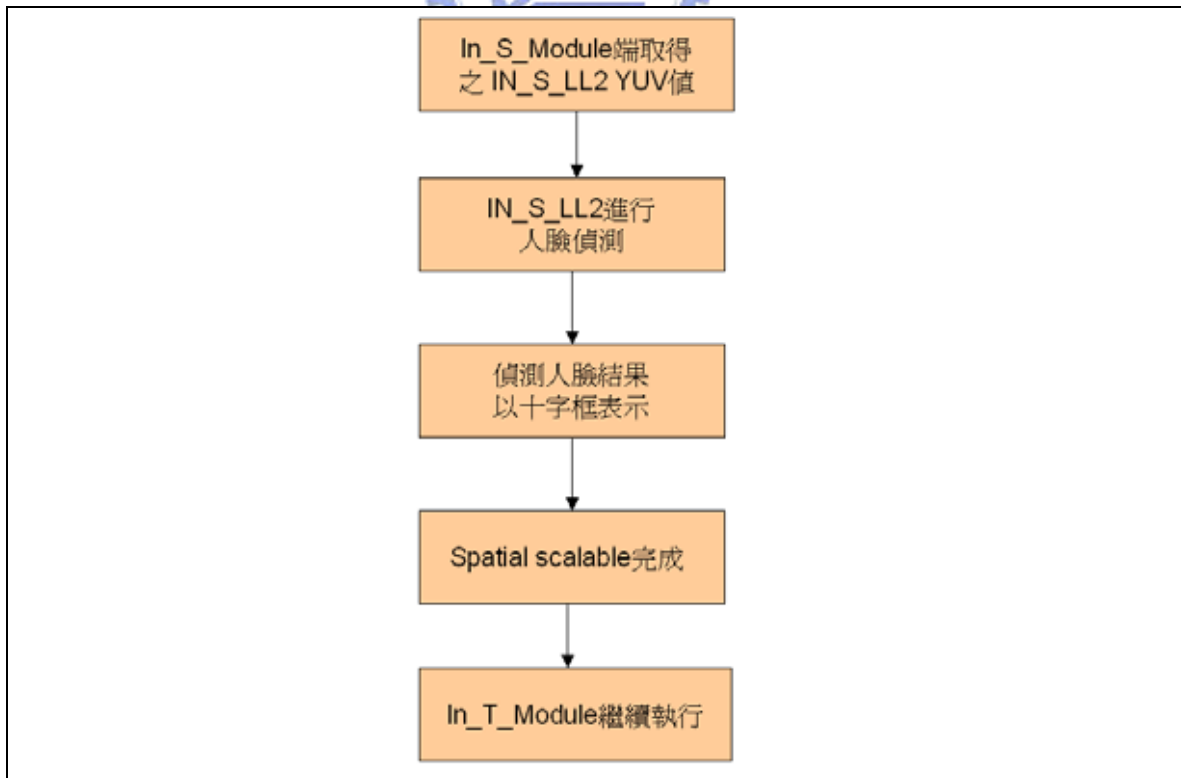 In_S_Module端取得
之 IN_S_LL2 YUV值
IN_S_LL2進行
人臉偵測
偵測人臉結果
以十字框表示
Spatial scalable完成
In_T_Module繼續執行